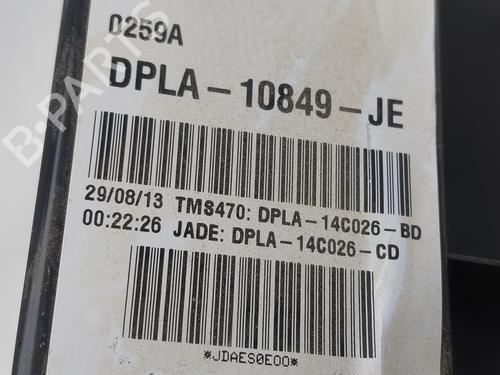 0259A
DPLA-10849-JE
29/08/13 TMS470: DPLA-14C026-BD
00:22:26 JADE: DPLA-14C026-CD
*JDAES0E00*
B-PARTS